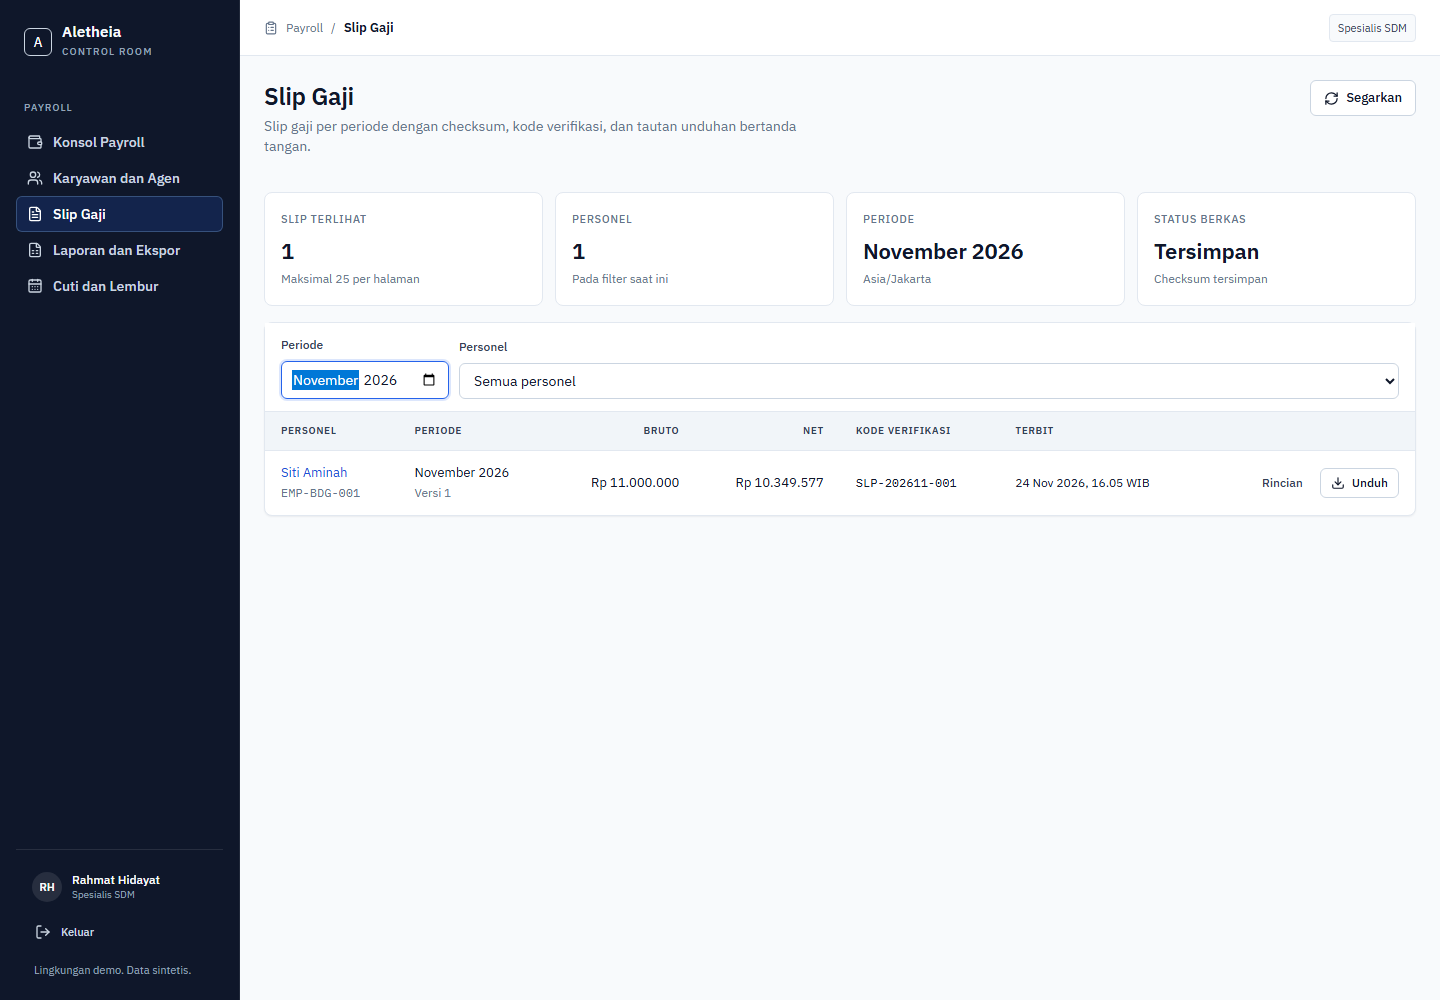 A
Aletheia
CONTROL ROOM
PAYROLL
Konsol Payroll
Karyawan dan Agen
Slip Gaji
Laporan dan Ekspor
Cuti dan Lembur
RH
Rahmat Hidayat
Spesialis SDM
Keluar
Lingkungan demo. Data sintetis.
Payroll / Slip Gaji
Spesialis SDM
Slip Gaji
Slip gaji per periode dengan checksum, kode verifikasi, dan tautan unduhan bertanda
tangan.
Segarkan
SLIP TERLIHAT
1
Maksimal 25 per halaman
PERSONEL
1
Pada filter saat ini
PERIODE
November 2026
Asia/Jakarta
STATUS BERKAS
Tersimpan
Checksum tersimpan
Periode
November 2026
Personel
Semua personel
PERSONEL PERIODE BRUTO NET KODE VERIFIKASI TERBIT
Siti Aminah
EMP-BDG-001
November 2026
Versi 1
Rp 11.000.000
Rp 10.349.577
SLP-202611-001
24 Nov 2026, 16.05 WIB
Rincian
Unduh